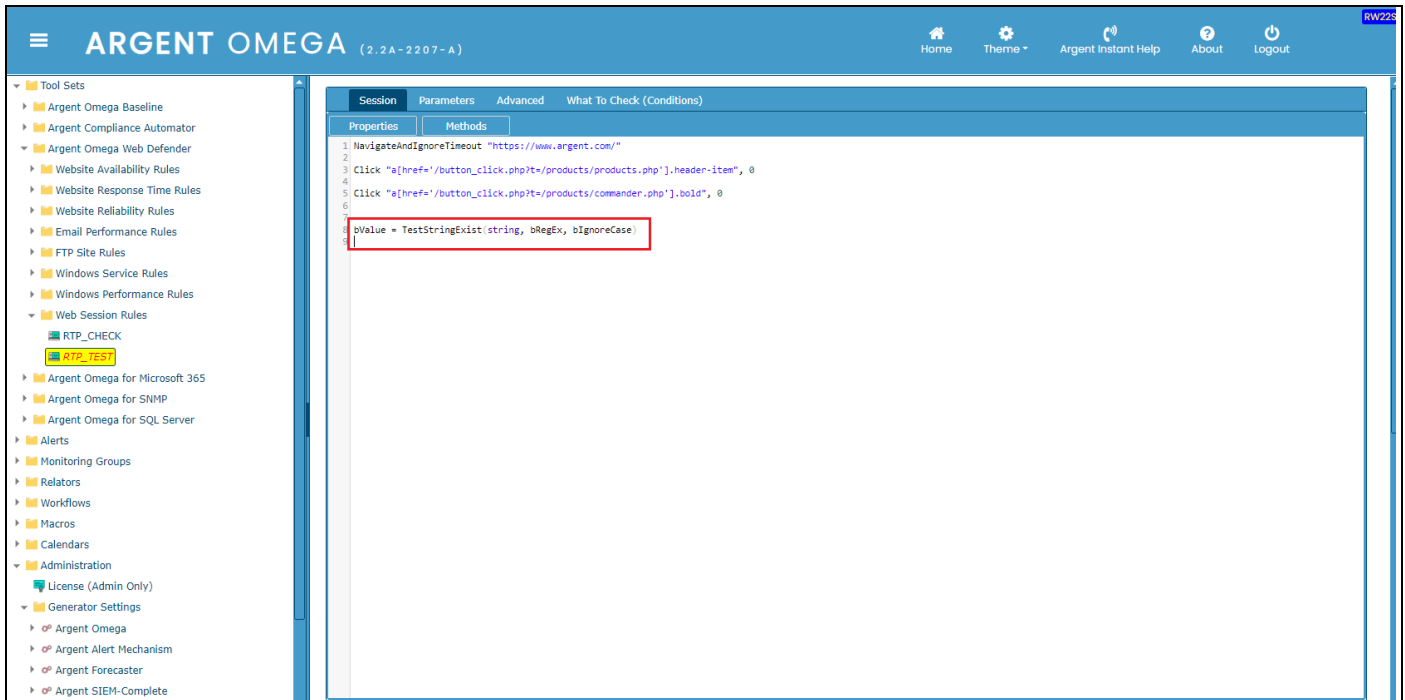 RW22S
ARGENT OMEGA (2.2A-2207-A)
Home
Theme
Argent Instant Help
About
Logout
Tool Sets
Argent Omega Baseline
Argent Compliance Automator
Argent Omega Web Defender
Website Availability Rules
Website Response Time Rules
Website Reliability Rules
Email Performance Rules
FTP Site Rules
Windows Service Rules
Windows Performance Rules
Web Session Rules
RTP_CHECK
RTP_TEST
Argent Omega for Microsoft 365
Argent Omega for SNMP
Argent Omega for SQL Server
Alerts
Monitoring Groups
Relators
Workflows
Macros
Calendars
Administration
License (Admin Only)
Generator Settings
Argent Omega
Argent Alert Mechanism
Argent Forecaster
Argent SIEM-Complete
Session Parameters Advanced What To Check (Conditions)
Properties Methods
1 NavigateAndIgnoreTimeout "https://www.argent.com/"
2
3 Click "a[href='/button_click.php?t=/products/products.php'].header-item", 0
4
5 Click "a[href='/button_click.php?t=/products/commander.php'].bold", 0
6
7
8 bValue = TestStringExist(string, bRegEx, bIgnoreCase)
9